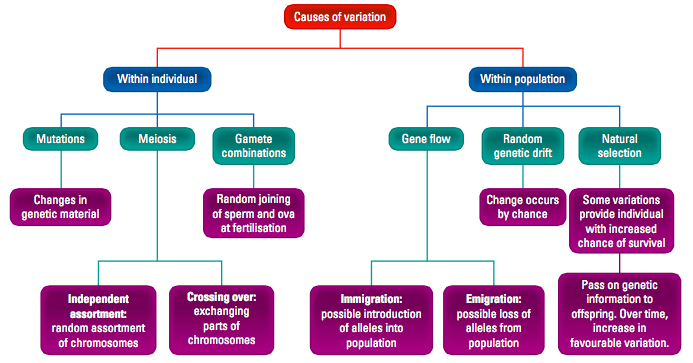 Causes of variation
Within individual
Within population
Mutations
Meiosis
Gamete
combinations
Gene flow
Random
genetic drift
Natural
selection
Changes in
genetic material
Random joining
of sperm and ova
at fertilisation
Change occurs
by chance
Some variations
provide individual
with increased
chance of survival
Independent
assortment:
random assortment
of chromosomes
Crossing over:
exchanging
parts of
chromosomes
Immigration:
possible introduction
of alleles into
population
Emigration:
possible loss of
alleles from
population
Pass on genetic
information to
offspring. Over time,
increase in
favourable variation.